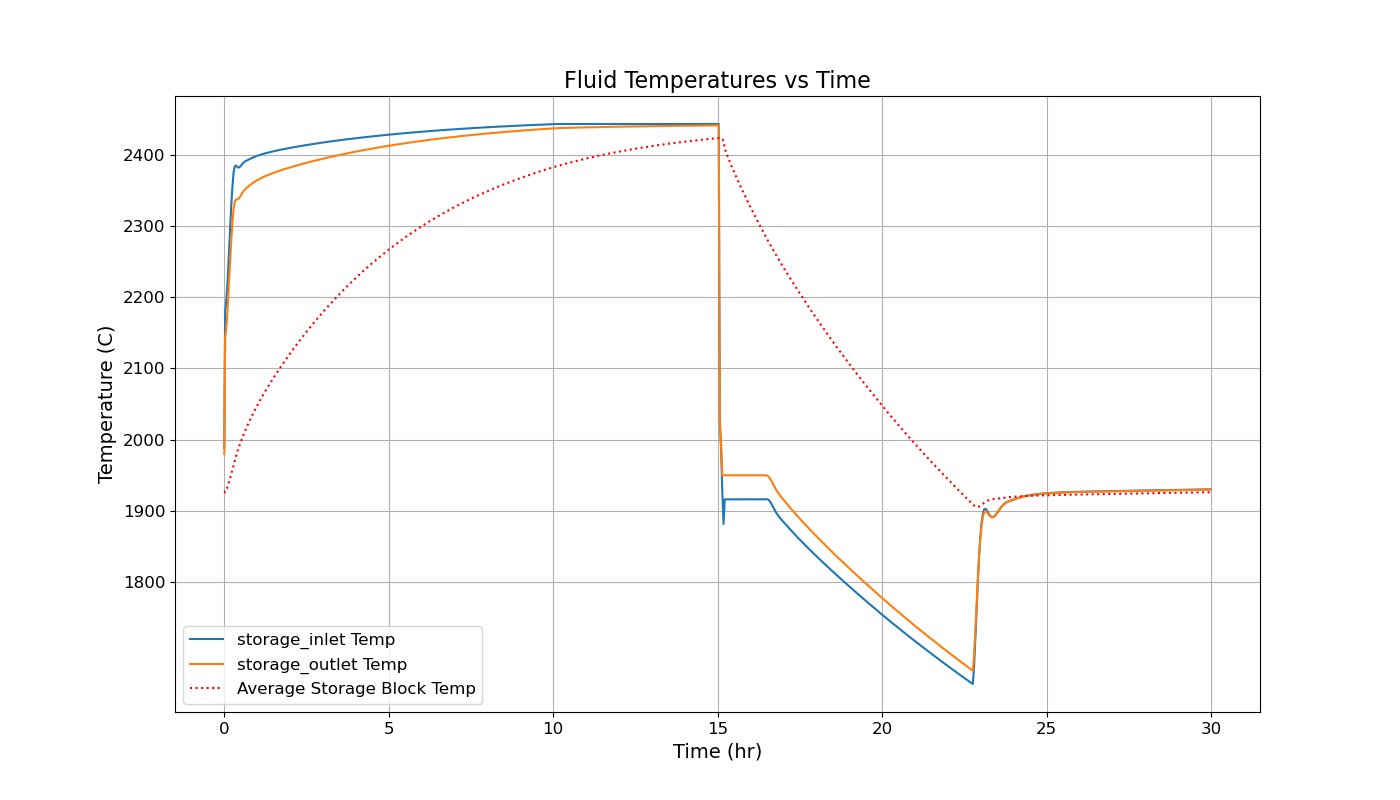 Fluid Temperatures vs Time
Temperature (C)
2400
2300
2200
2100
2000
1900
1800
storage_inlet Temp
storage_outlet Temp
Average Storage Block Temp
0 5 10 15 20 25 30
Time (hr)